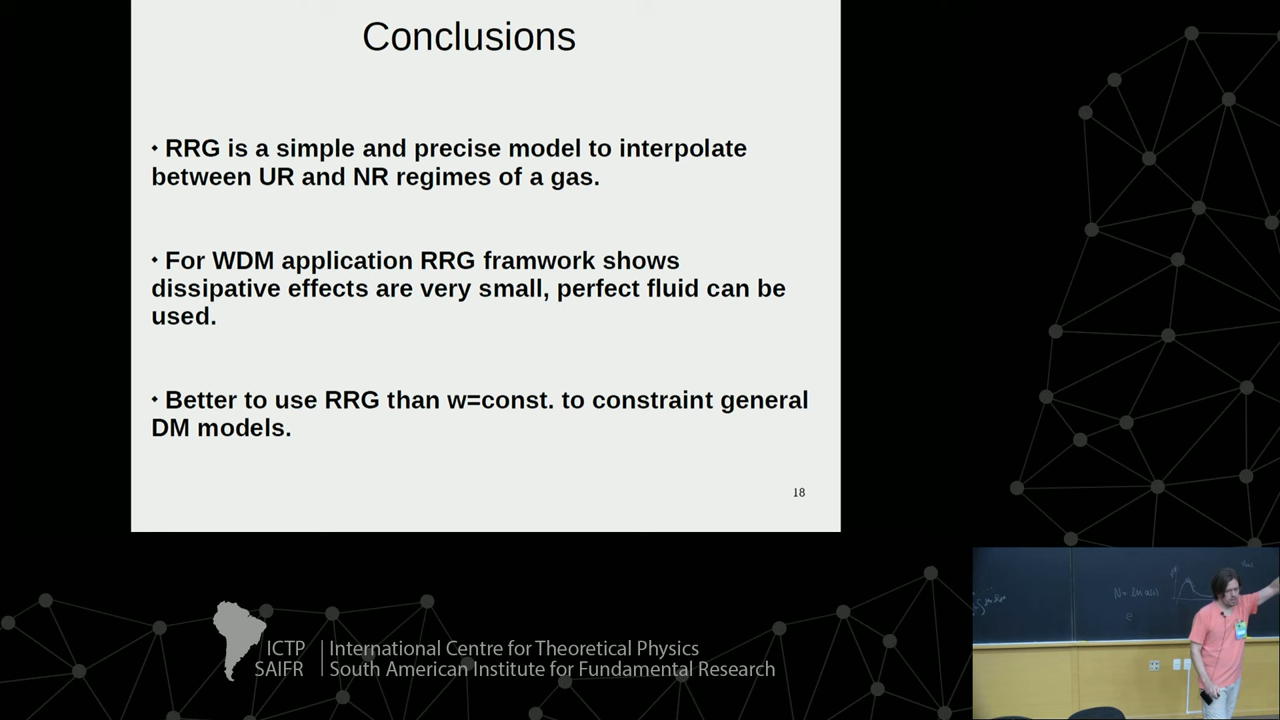 Conclusions
• RRG is a simple and precise model to interpolate
between UR and NR regimes of a gas.
• For WDM application RRG framwork shows
dissipative effects are very small, perfect fluid can be
used.
• Better to use RRG than w=const. to constraint general
DM models.
18
ICTP
SAIFR
International Centre for Theoretical Physics
South American Institute for Fundamental Research